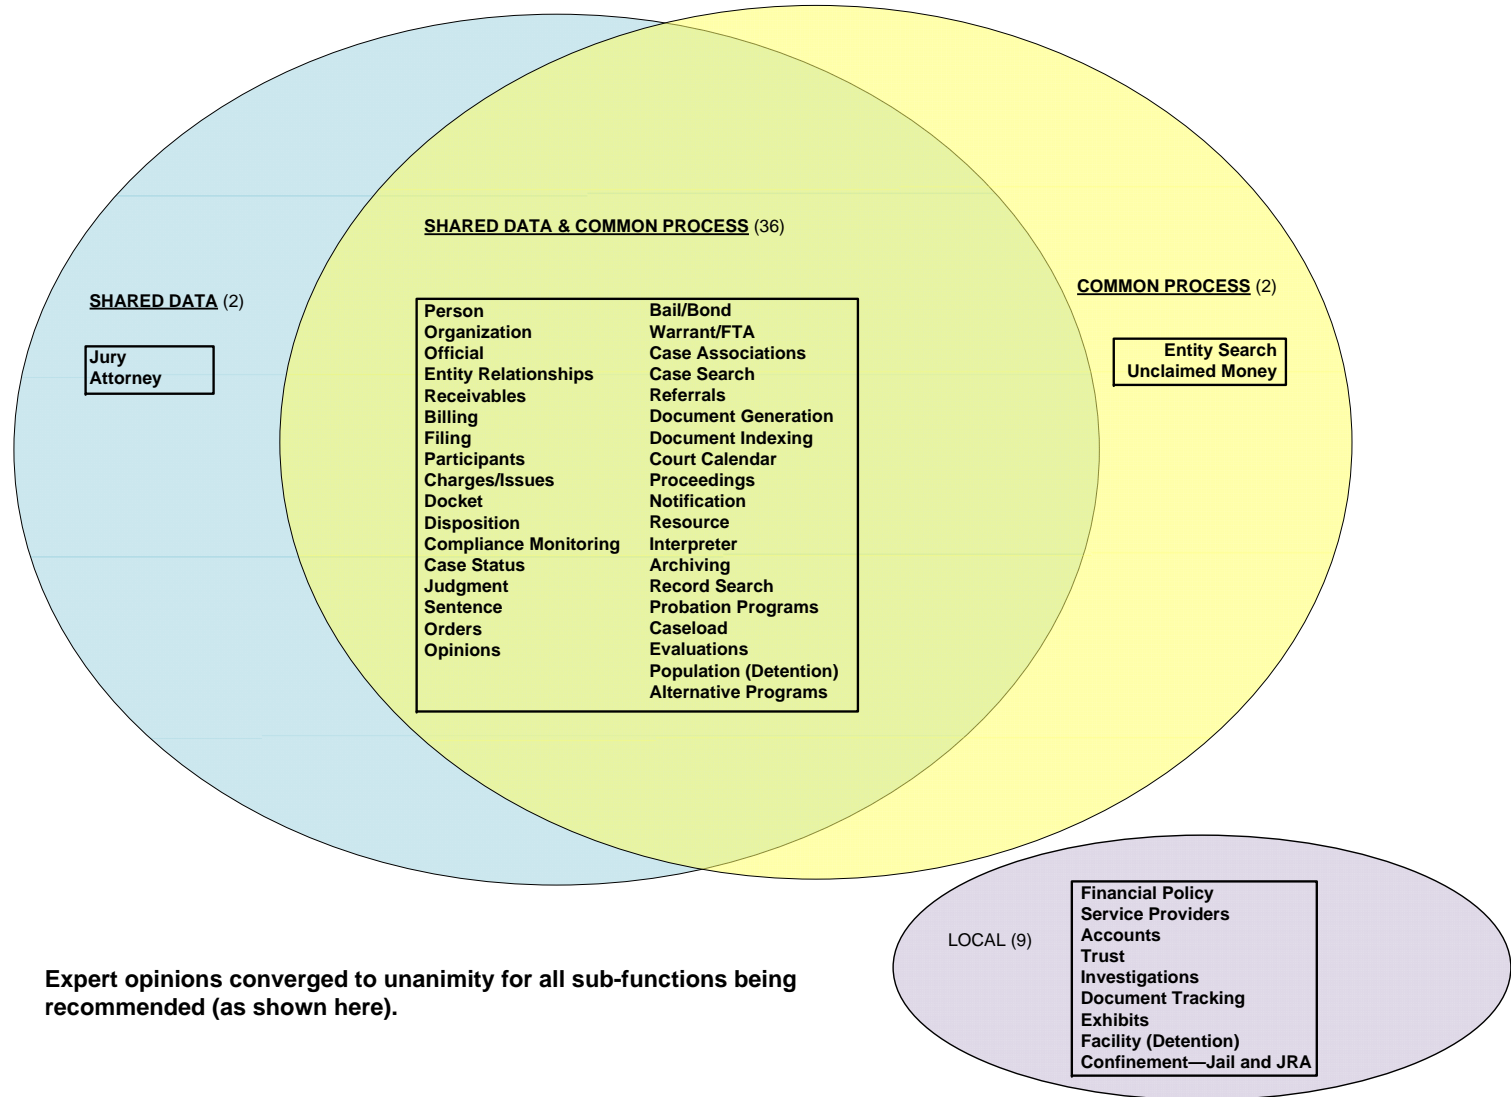 SHARED DATA & COMMON PROCESS (36)
SHARED DATA (2)
Jury
Attorney
Person
Organization
Official
Entity Relationships
Receivables
Billing
Filing
Participants
Charges/Issues
Docket
Disposition
Compliance Monitoring
Case Status
Judgment
Sentence
Orders
Opinions
Bail/Bond
Warrant/FTA
Case Associations
Case Search
Referrals
Document Generation
Document Indexing
Court Calendar
Proceedings
Notification
Resource
Interpreter
Archiving
Record Search
Probation Programs
Caseload
Evaluations
Population (Detention)
Alternative Programs
COMMON PROCESS (2)
Entity Search
Unclaimed Money
LOCAL (9)
Financial Policy
Service Providers
Accounts
Trust
Investigations
Document Tracking
Exhibits
Facility (Detention)
Confinement—Jail and JRA
Expert opinions converged to unanimity for all sub-functions being
recommended (as shown here).